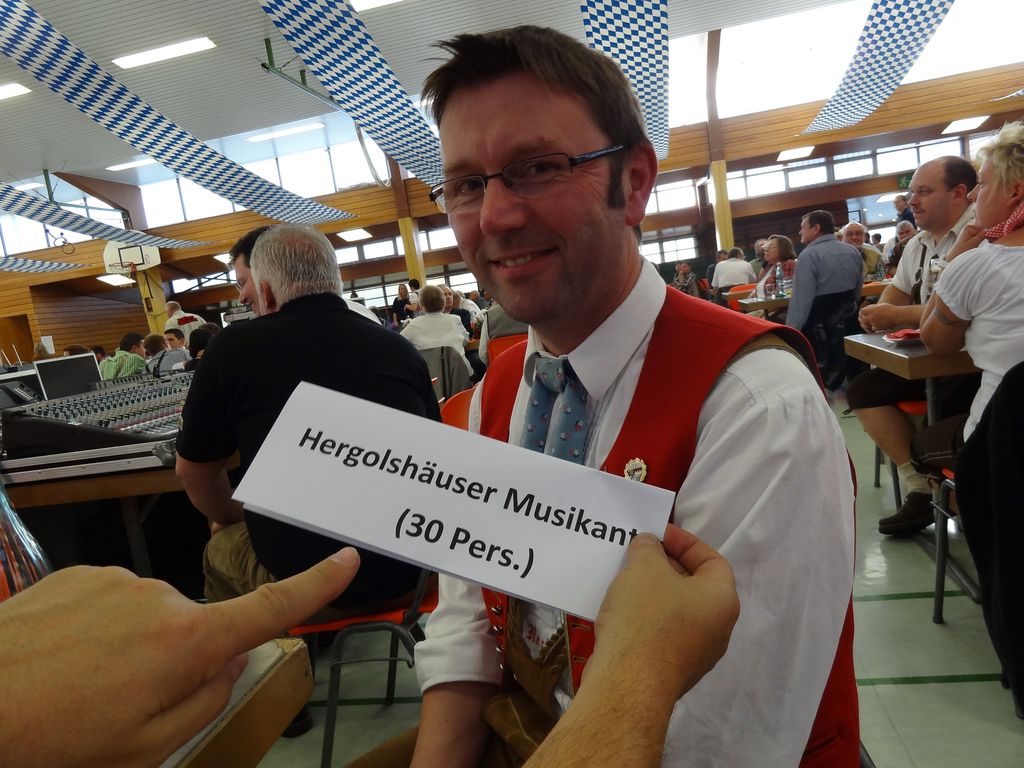 Hergolshäuser Musikant
(30 Pers.)